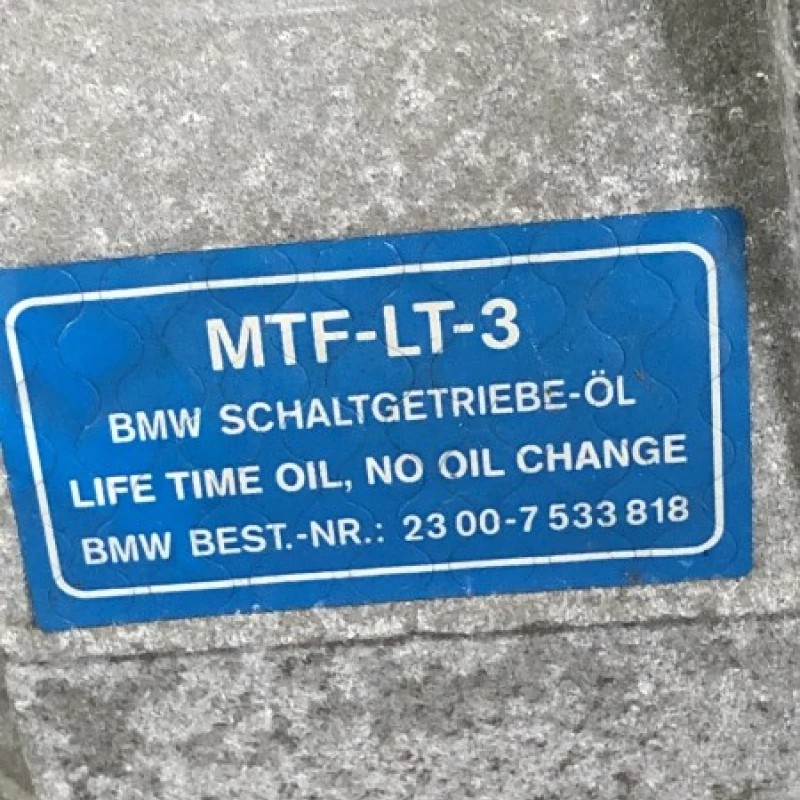 MTF-LT-3
BMW SCHALTGETRIEBE-ÖL
LIFE TIME OIL, NO OIL CHANGE
BMW BEST.-NR.: 23 00-7 533 818